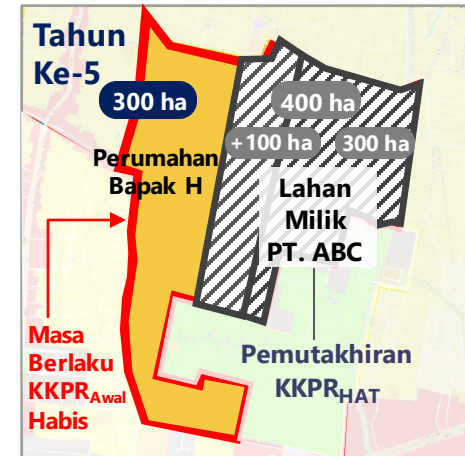 Tahun
Ke-5
300 ha
400 ha
+100 ha
300 ha
Perumahan
Bapak H
Lahan
Milik
PT. ABC
Masa
Berlaku
KKPRAwal
Habis
Pemutakhiran
KKPRHAT